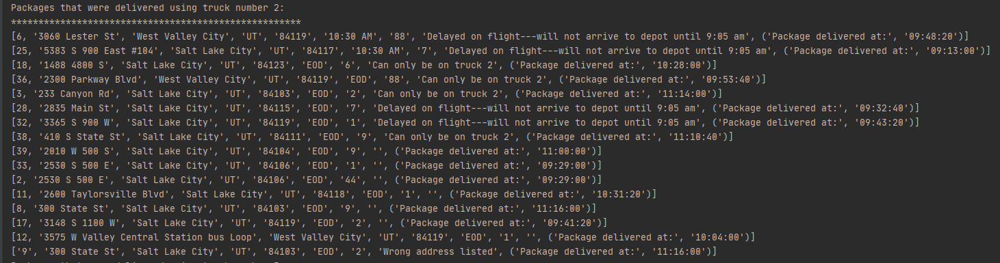 Packages that were delivered using truck number 2:
*****************************************************
[6, '3060 Lester St', 'West Valley City', 'UT', '84119', '10:30 AM', '88', 'Delayed on flight---will not arrive to depot until 9:05 am', ('Package delivered at:', '09:48:20')]
[25, '5383 S 900 East #104', 'Salt Lake City', 'UT', '84117', '10:30 AM', '7', 'Delayed on flight---will not arrive to depot until 9:05 am', ('Package delivered at:', '09:13:00')]
[18, '1488 4800 S', 'Salt Lake City', 'UT', '84123', 'EOD', '6', 'Can only be on truck 2', ('Package delivered at:', '10:28:00')]
[36, '2300 Parkway Blvd', 'West Valley City', 'UT', '84119', 'EOD', '88', 'Can only be on truck 2', ('Package delivered at:', '09:53:40')]
[3, '233 Canyon Rd', 'Salt Lake City', 'UT', '84103', 'EOD', '2', 'Can only be on truck 2', ('Package delivered at:', '11:14:00')]
[28, '2835 Main St', 'Salt Lake City', 'UT', '84115', 'EOD', '7', 'Delayed on flight---will not arrive to depot until 9:05 am', ('Package delivered at:', '09:32:40')]
[32, '3365 S 900 W', 'Salt Lake City', 'UT', '84119', 'EOD', '1', 'Delayed on flight---will not arrive to depot until 9:05 am', ('Package delivered at:', '09:43:20')]
[38, '410 S State St', 'Salt Lake City', 'UT', '84111', 'EOD', '9', 'Can only be on truck 2', ('Package delivered at:', '11:10:40')]
[39, '2010 W 500 S', 'Salt Lake City', 'UT', '84104', 'EOD', '9', '', ('Package delivered at:', '11:00:00')]
[33, '2530 S 500 E', 'Salt Lake City', 'UT', '84106', 'EOD', '1', '', ('Package delivered at:', '09:29:00')]
[2, '2530 S 500 E', 'Salt Lake City', 'UT', '84106', 'EOD', '44', '', ('Package delivered at:', '09:29:00')]
[11, '2600 Taylorsville Blvd', 'Salt Lake City', 'UT', '84118', 'EOD', '1', '', ('Package delivered at:', '10:31:20')]
[8, '300 State St', 'Salt Lake City', 'UT', '84103', 'EOD', '9', '', ('Package delivered at:', '11:16:00')]
[17, '3148 S 1100 W', 'Salt Lake City', 'UT', '84119', 'EOD', '2', '', ('Package delivered at:', '09:41:20')]
[12, '3575 W Valley Central Station bus Loop', 'West Valley City', 'UT', '84119', 'EOD', '1', '', ('Package delivered at:', '10:04:00')]
['9', '300 State St', 'Salt Lake City', 'UT', '84103', 'EOD', '2', 'Wrong address listed', ('Package delivered at:', '11:16:00')]